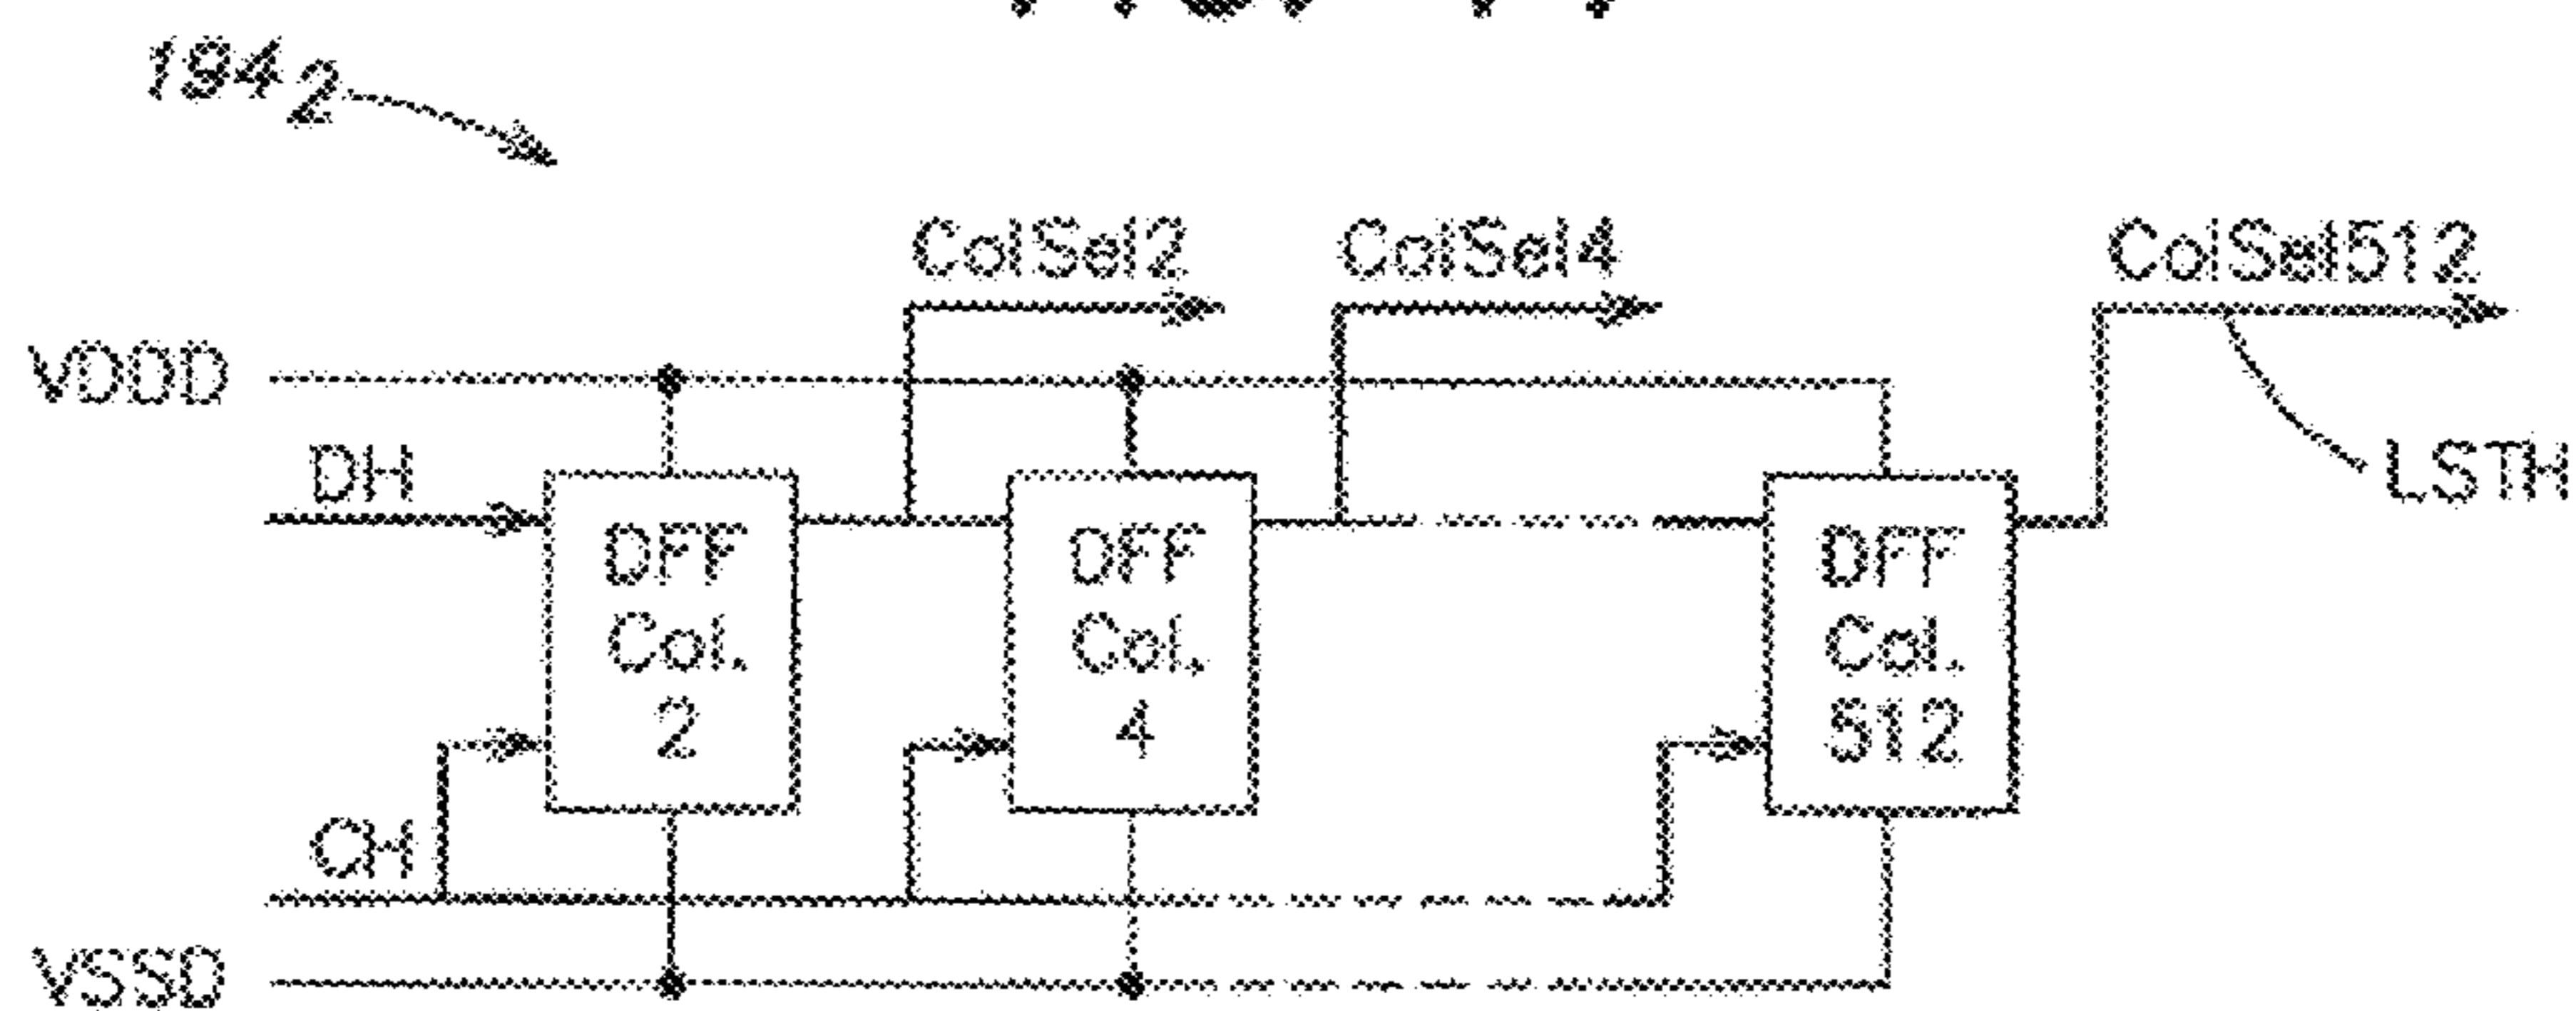 194₂
ColSel2
ColSel4
ColSel512
VDDD
DH
LSTH
DFF
Col.
2
DFF
Col.
4
DFF
Col.
512
CH
VSSD